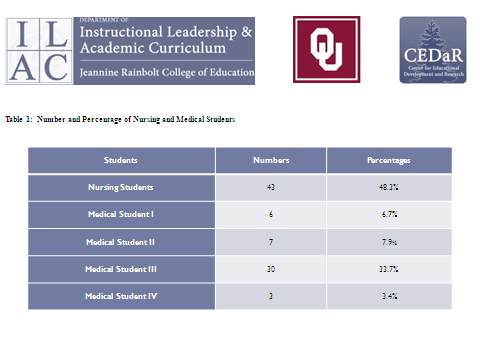 DEPARTMENT OF
IL
AC
Instructional Leadership &
Academic Curriculum
Jeannine Rainbolt College of Education
OU
CEDaR
Center for Educational
Development and Research
Table 1: Number and Percentage of Nursing and Medical Students
Students Numbers Percentages
Nursing Students 43 48.3%
Medical Student I 6 6.7%
Medical Student II 7 7.9%
Medical Student III 30 33.7%
Medical Student IV 3 3.4%